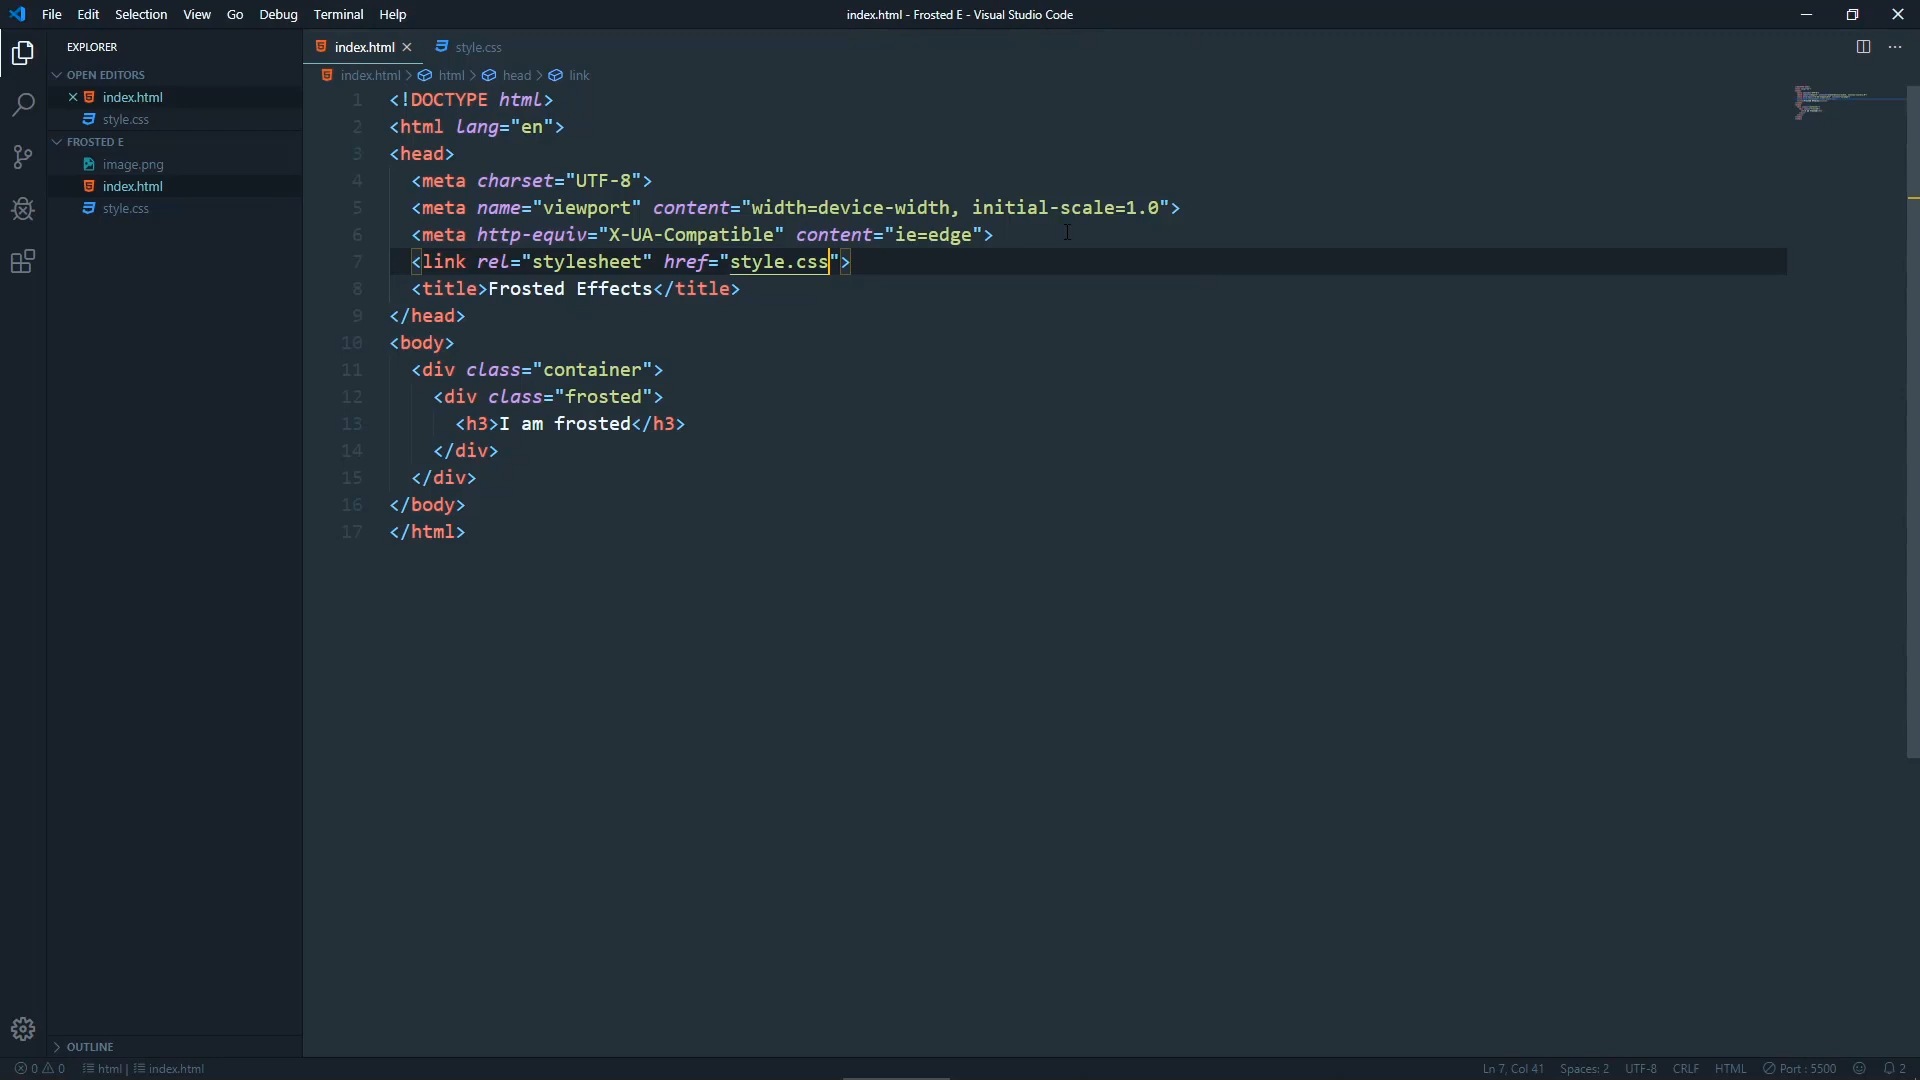 File Edit Selection View Go Debug Terminal Help
index.html - Frosted E - Visual Studio Code
EXPLORER
OPEN EDITORS
index.html
style.css
FROSTED E
image.png
index.html
style.css
OUTLINE
index.html style.css
index.html > html > head > link
1 <!DOCTYPE html>
2 <html lang="en">
3 <head>
4 <meta charset="UTF-8">
5 <meta name="viewport" content="width=device-width, initial-scale=1.0">
6 <meta http-equiv="X-UA-Compatible" content="ie=edge">
7 <link rel="stylesheet" href="style.css">
8 <title>Frosted Effects</title>
9 </head>
10 <body>
11 <div class="container">
12 <div class="frosted">
13 <h3>I am frosted</h3>
14 </div>
15 </div>
16 </body>
17 </html>
0 0 html | index.html Ln 7, Col 41 Spaces: 2 UTF-8 CRLF HTML Port : 5500 2